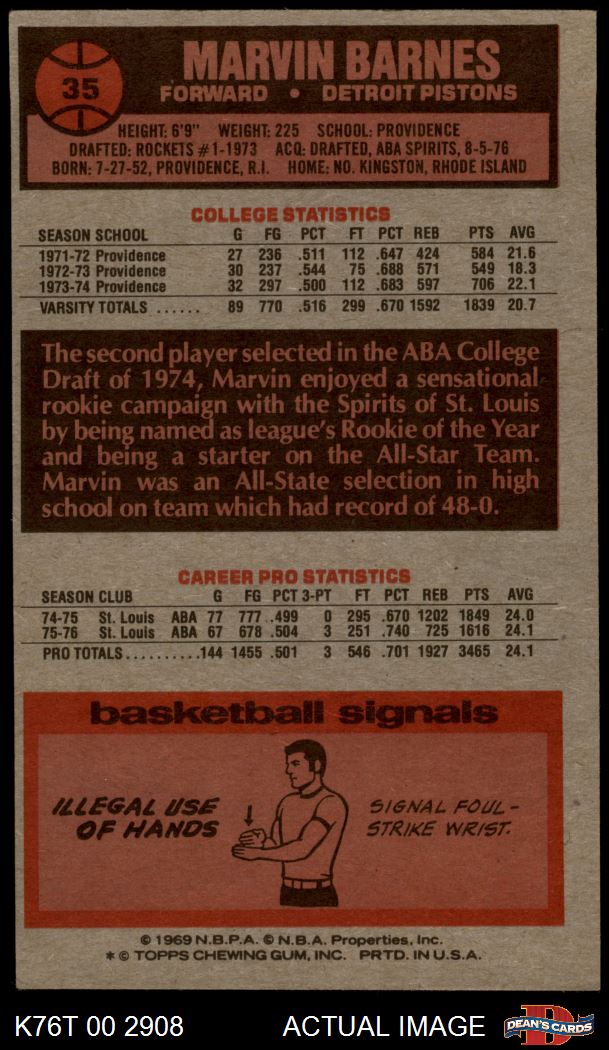 35
MARVIN BARNES
FORWARD • DETROIT PISTONS
HEIGHT: 6'9" WEIGHT: 225 SCHOOL: PROVIDENCE
DRAFTED: ROCKETS #1-1973 ACQ: DRAFTED, ABA SPIRITS, 8-5-76
BORN: 7-27-52, PROVIDENCE, R.I. HOME: NO. KINGSTON, RHODE ISLAND
COLLEGE STATISTICS
SEASON SCHOOL G FG PCT FT PCT REB PTS AVG
1971-72 Providence 27 236 .511 112 .647 424 584 21.6
1972-73 Providence 30 237 .544 75 .688 571 549 18.3
1973-74 Providence 32 297 .500 112 .683 597 706 22.1
VARSITY TOTALS ...... 89 770 .516 299 .670 1592 1839 20.7
The second player selected in the ABA College
Draft of 1974, Marvin enjoyed a sensational
rookie campaign with the Spirits of St. Louis
by being named as league's Rookie of the Year
and being a starter on the All-Star Team.
Marvin was an All-State selection in high
school on team which had record of 48-0.
CAREER PRO STATISTICS
SEASON CLUB G FG PCT 3-PT FT PCT REB PTS AVG
74-75 St. Louis ABA 77 777 .499 0 295 .670 1202 1849 24.0
75-76 St. Louis ABA 67 678 .504 3 251 .740 725 1616 24.1
PRO TOTALS..........144 1455 .501 3 546 .701 1927 3465 24.1
basketball signals
ILLEGAL USE
OF HANDS
SIGNAL FOUL-
STRIKE WRIST.
© 1969 N.B.P.A. © N.B.A. Properties, Inc.
* © TOPPS CHEWING GUM, INC. PRTD. IN U.S.A.
K76T 00 2908 ACTUAL IMAGE
D
DEAN'S CARDS